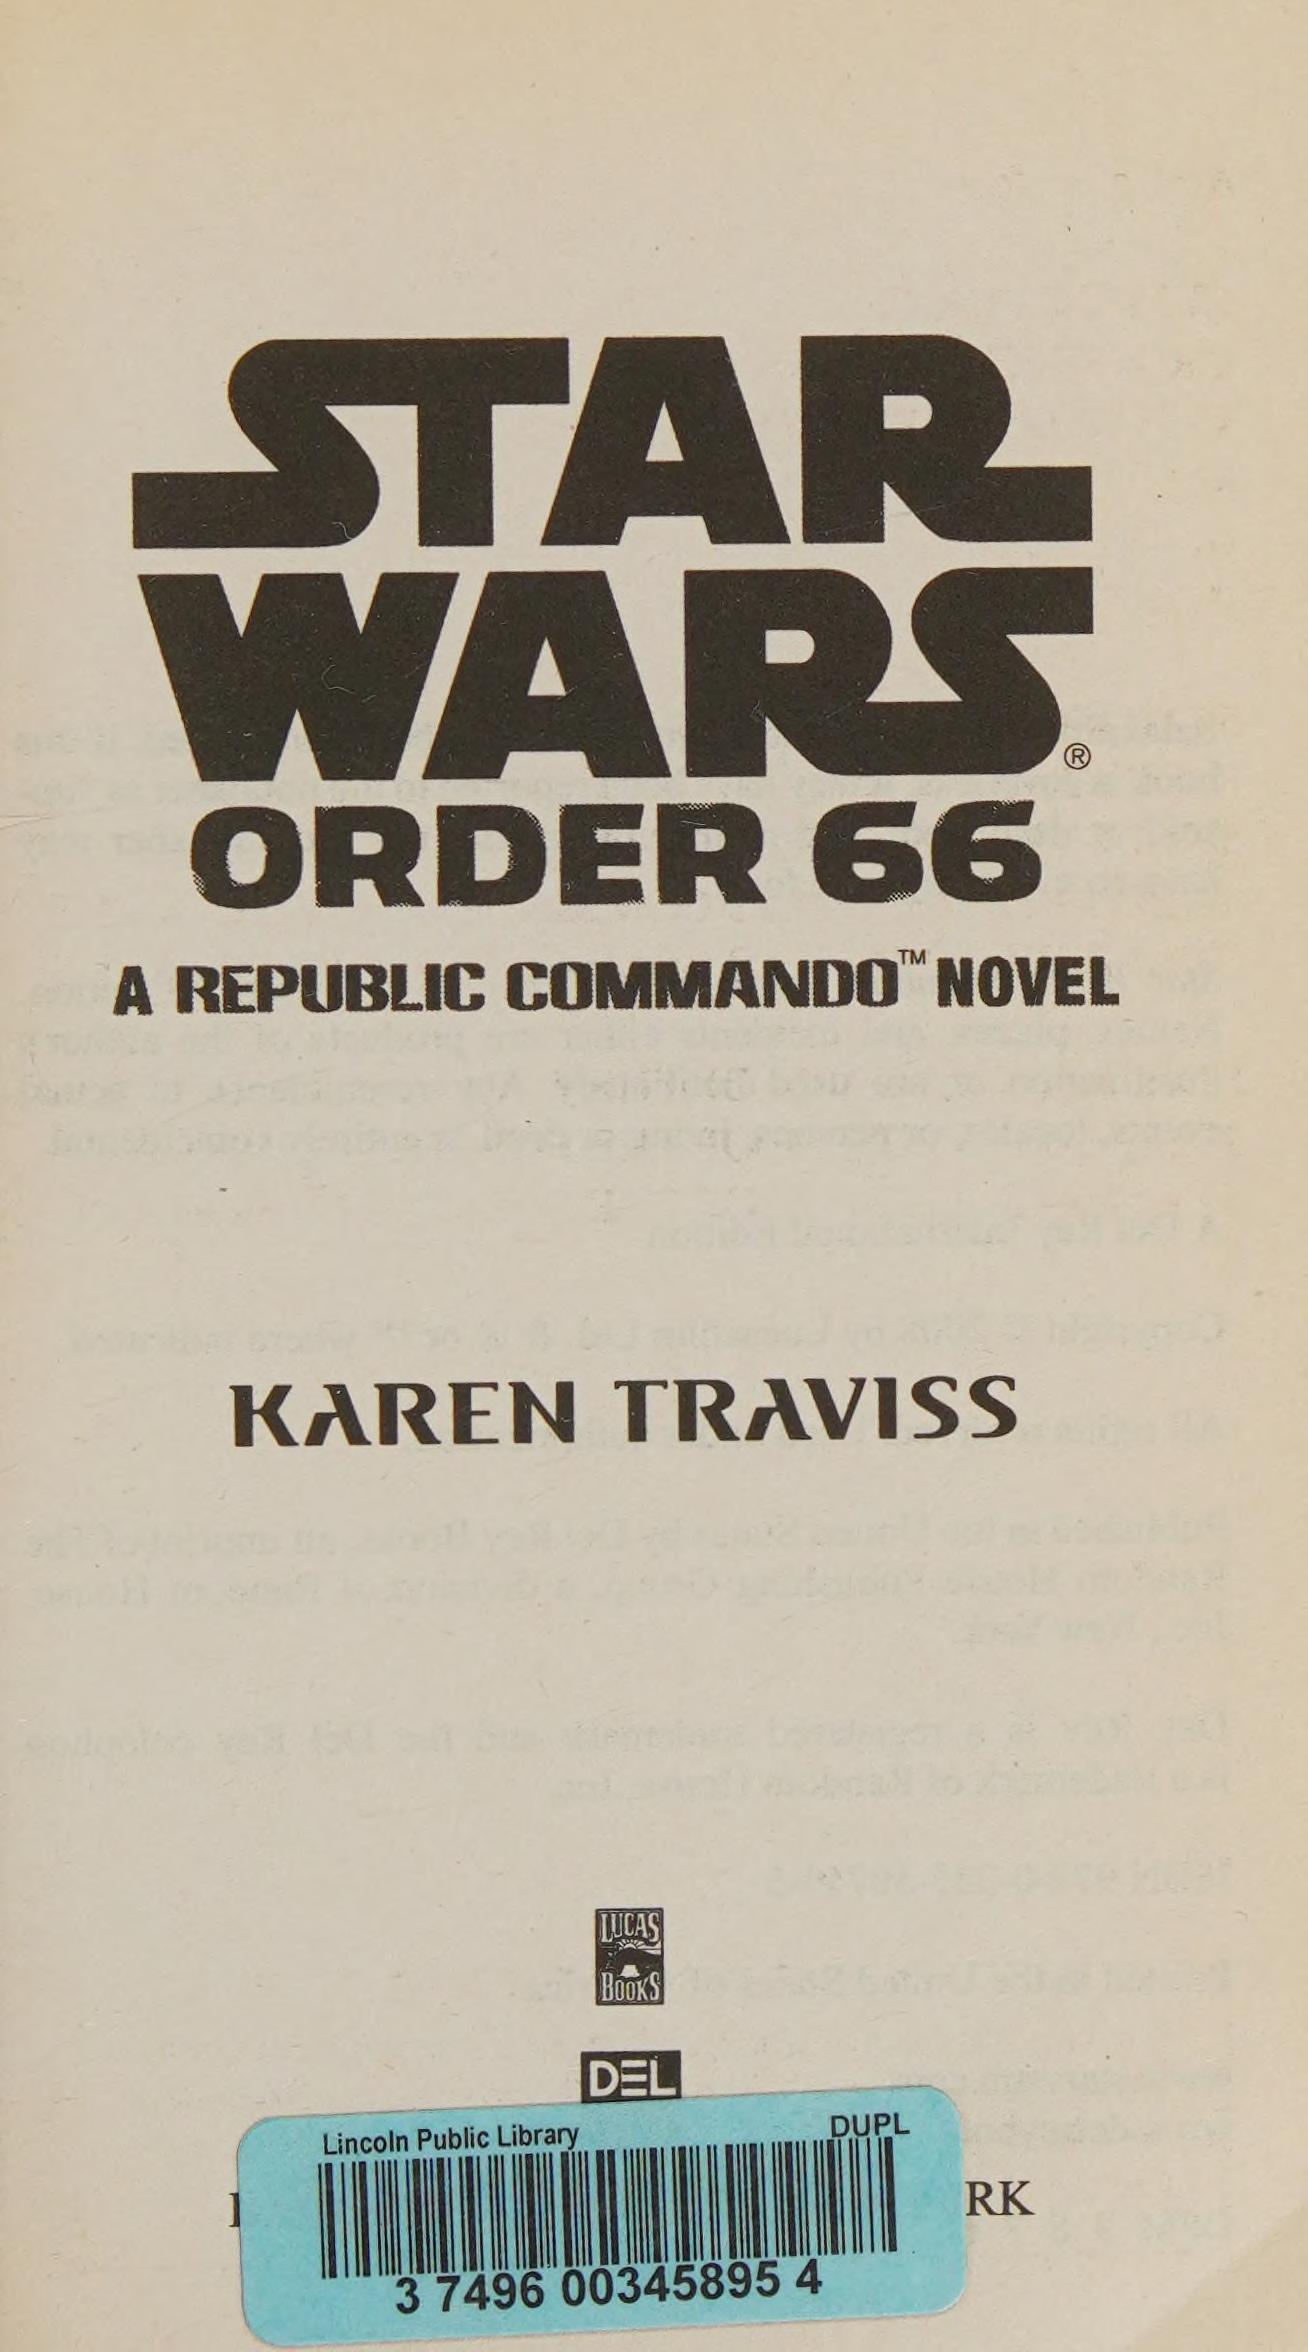 STAR
WARS®
ORDER 66
A REPUBLIC COMMANDO™ NOVEL
KAREN TRAVISS
LUCAS
BOOKS
DEL
Lincoln Public Library DUPL
RK
3 7496 00345895 4